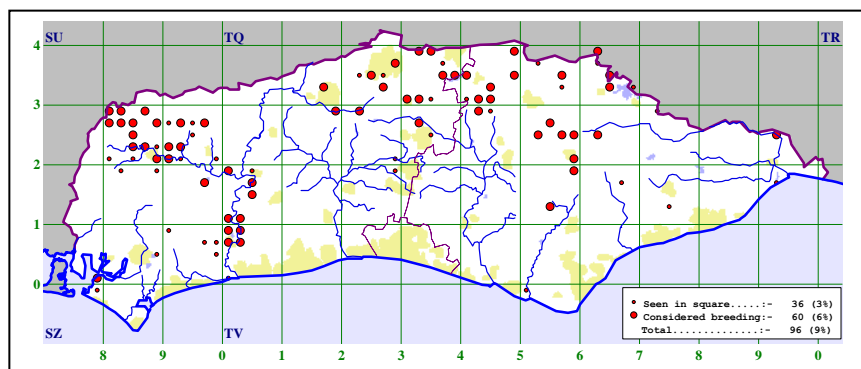 SU TQ TR
4
3
2
1
0
SZ TV
Seen in square.....:- 36 (3%)
Considered breeding:- 60 (6%)
Total..............:- 96 (9%)
8 9 0 1 2 3 4 5 6 7 8 9 0